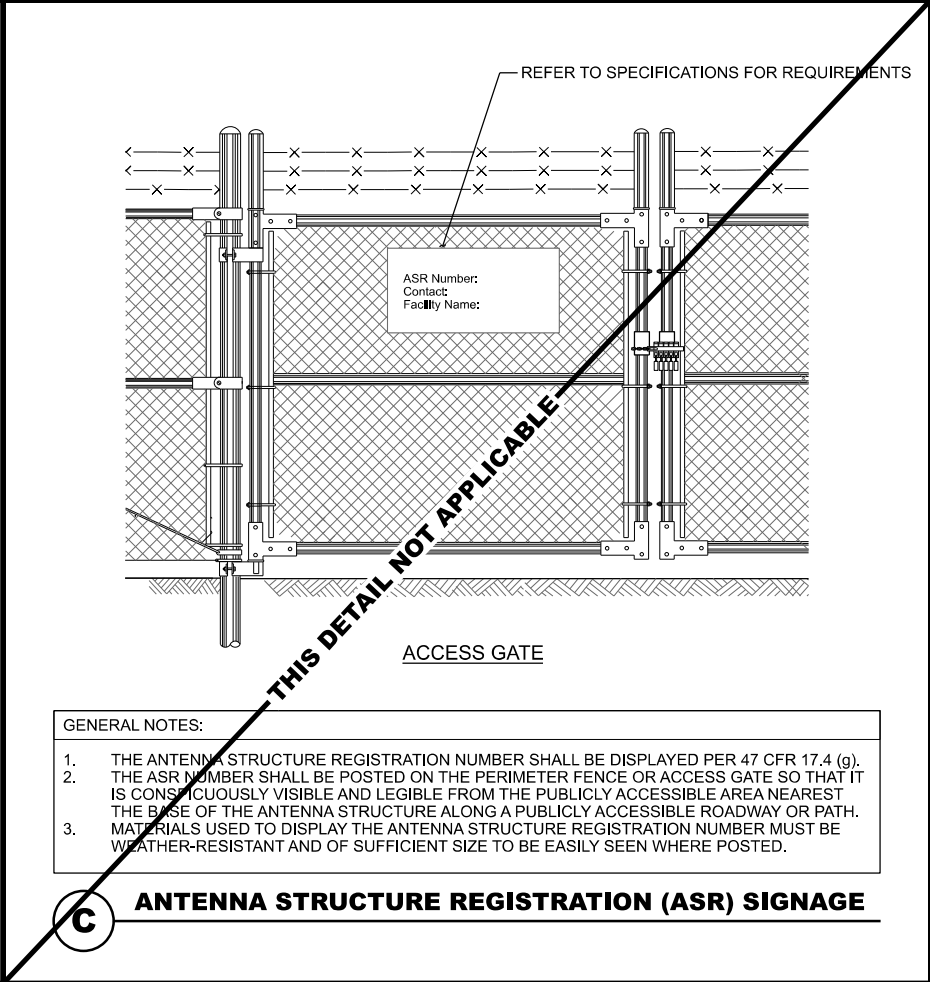 REFER TO SPECIFICATIONS FOR REQUIREMENTS
ASR Number:
Contact:
Facility Name:
THIS DETAIL NOT APPLICABLE
ACCESS GATE
GENERAL NOTES:
1. THE ANTENNA STRUCTURE REGISTRATION NUMBER SHALL BE DISPLAYED PER 47 CFR 17.4 (g).
2. THE ASR NUMBER SHALL BE POSTED ON THE PERIMETER FENCE OR ACCESS GATE SO THAT IT
IS CONSPICUOUSLY VISIBLE AND LEGIBLE FROM THE PUBLICLY ACCESSIBLE AREA NEAREST
THE BASE OF THE ANTENNA STRUCTURE ALONG A PUBLICLY ACCESSIBLE ROADWAY OR PATH.
3. MATERIALS USED TO DISPLAY THE ANTENNA STRUCTURE REGISTRATION NUMBER MUST BE
WEATHER-RESISTANT AND OF SUFFICIENT SIZE TO BE EASILY SEEN WHERE POSTED.
C ANTENNA STRUCTURE REGISTRATION (ASR) SIGNAGE